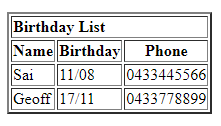 Birthday List
Name Birthday Phone
Sai 11/08 0433445566
Geoff 17/11 0433778899